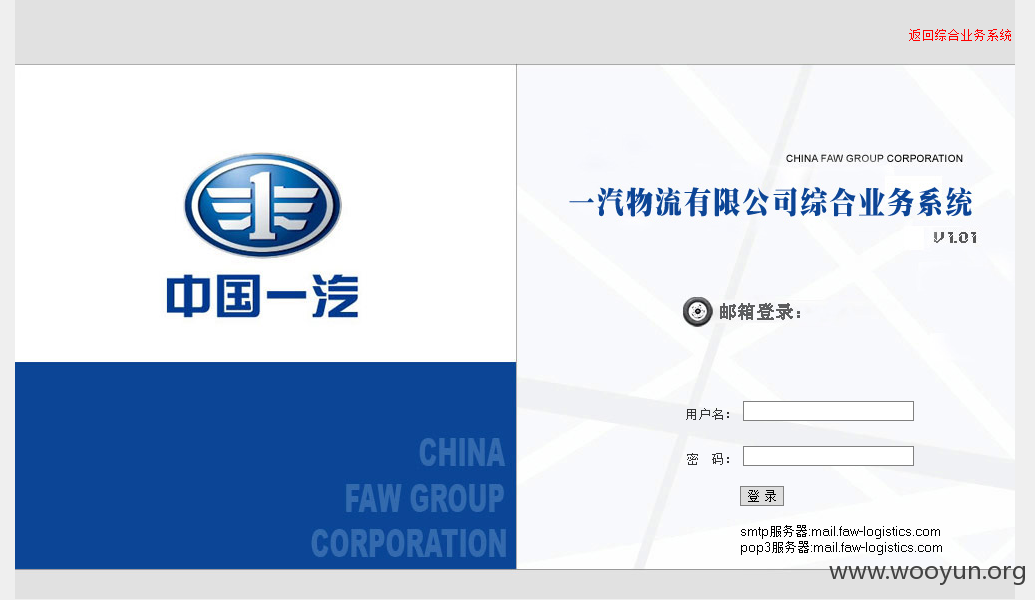 返回综合业务系统
中国一汽
CHINA
FAW GROUP
CORPORATION
CHINA FAW GROUP CORPORATION
一汽物流有限公司综合业务系统
V 1.01
邮箱登录：
用户名：
密 码：
登 录
smtp服务器:mail.faw-logistics.com
pop3服务器:mail.faw-logistics.com
www.wooyun.org